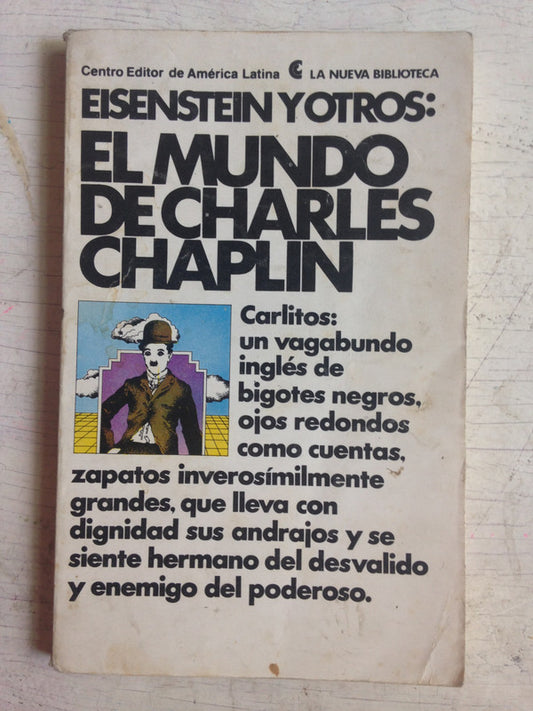 Centro Editor de América Latina LA NUEVA BIBLIOTECA
EISENSTEIN Y OTROS:
EL MUNDO
DE CHARLES
CHAPLIN
Carlitos:
un vagabundo
inglés de
bigotes negros,
ojos redondos
como cuentas,
zapatos inverosímilmente
grandes, que lleva con
dignidad sus andrajos y se
siente hermano del desvalido
y enemigo del poderoso.